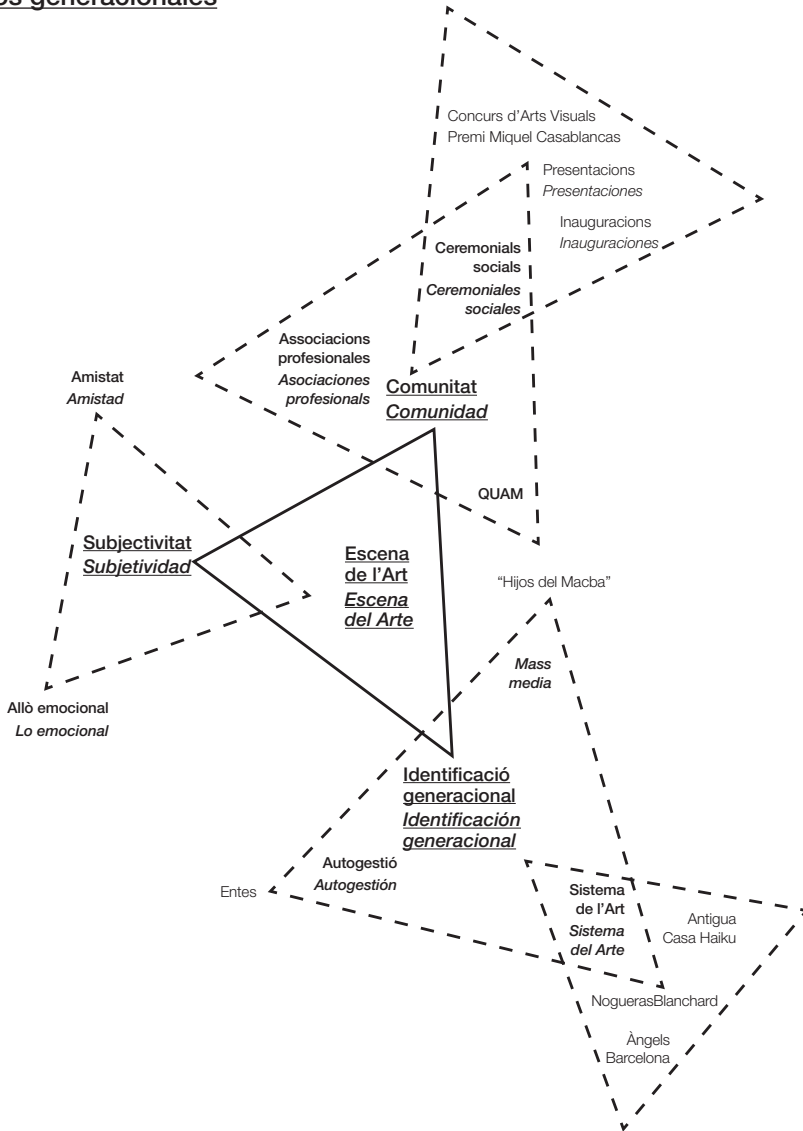 generacionales
Concurs d'Arts Visuals
Premi Miquel Casablancas
Presentacions
Presentaciones
Inauguracions
Inauguraciones
Ceremonials
socials
Ceremoniales
sociales
Associacions
profesionales
Asociaciones
profesionals
Amistat
Amistad
Comunitat
Comunidad
QUAM
Subjectivitat
Subjetividad
Escena
de l'Art
Escena
del Arte
“Hijos del Macba”
Mass
media
Allò emocional
Lo emocional
Identificació
generacional
Identificación
generacional
Autogestió
Autogestión
Entes
Sistema
de l'Art
Sistema
del Arte
Antigua
Casa Haiku
NoguerasBlanchard
Àngels
Barcelona